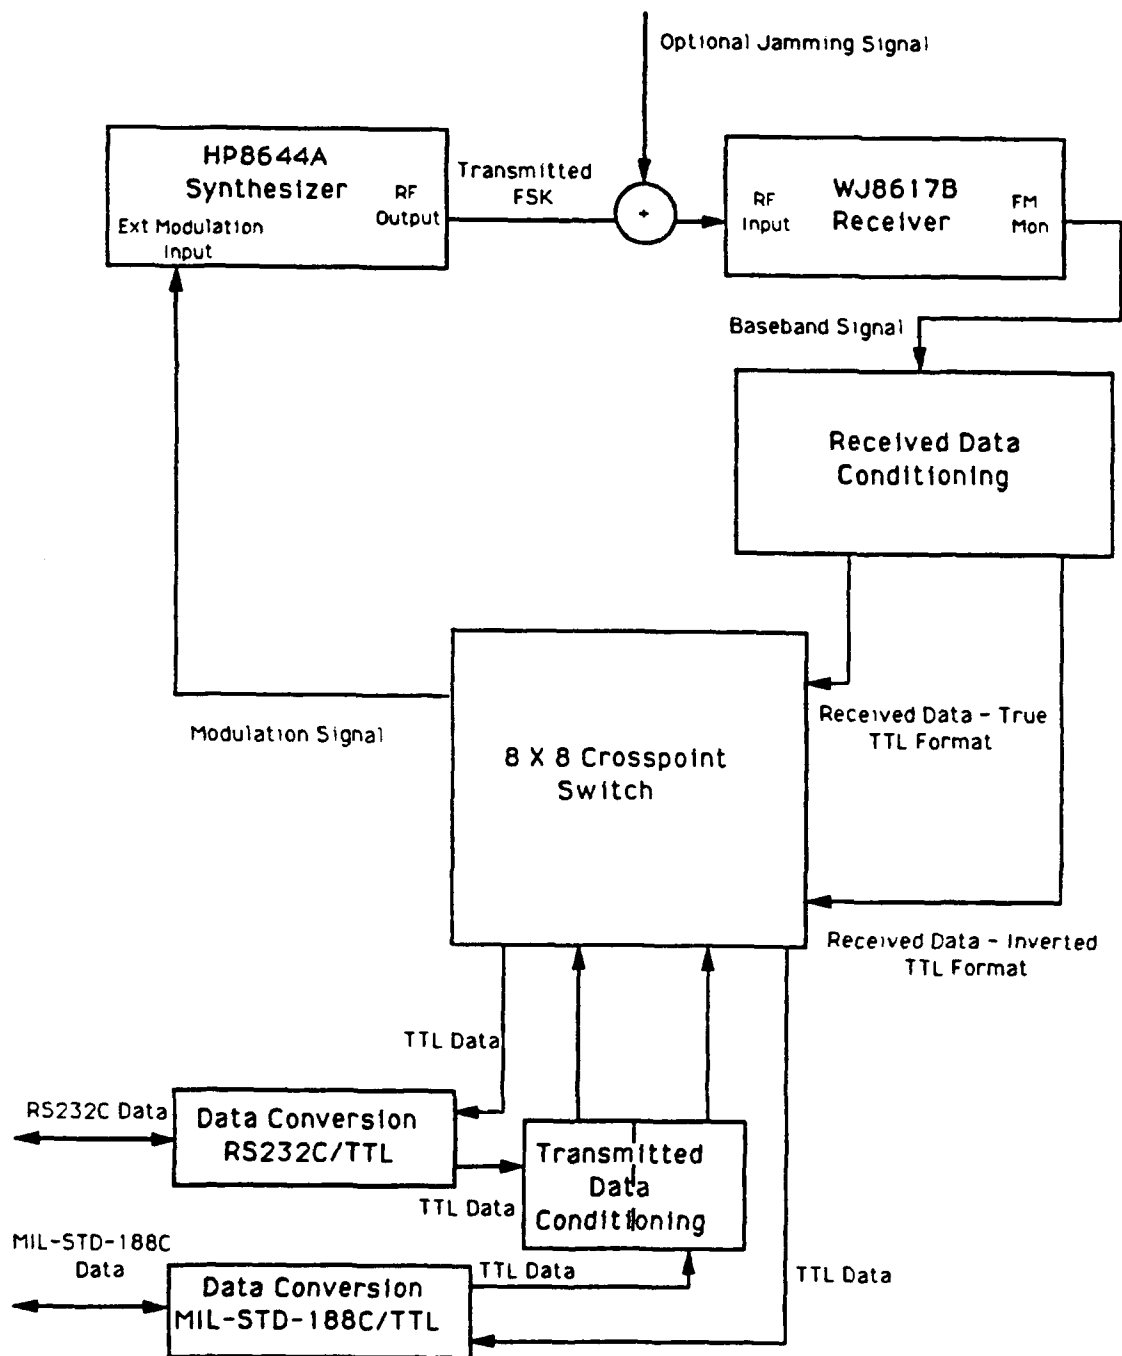 Optional Jamming Signal
HP8644A
Synthesizer
RF
Output
Ext Modulation
Input
Transmitted
FSK
+
RF
Input
WJ8617B
Receiver
FM
Mon
Baseband Signal
Received Data
Conditioning
Modulation Signal
8 X 8 Crosspoint
Switch
Received Data - True
TTL Format
Received Data - Inverted
TTL Format
TTL Data
RS232C Data
Data Conversion
RS232C/TTL
TTL Data
Transmitted
Data
Conditioning
MIL-STD-188C
Data
Data Conversion
MIL-STD-188C/TTL
TTL Data
TTL Data